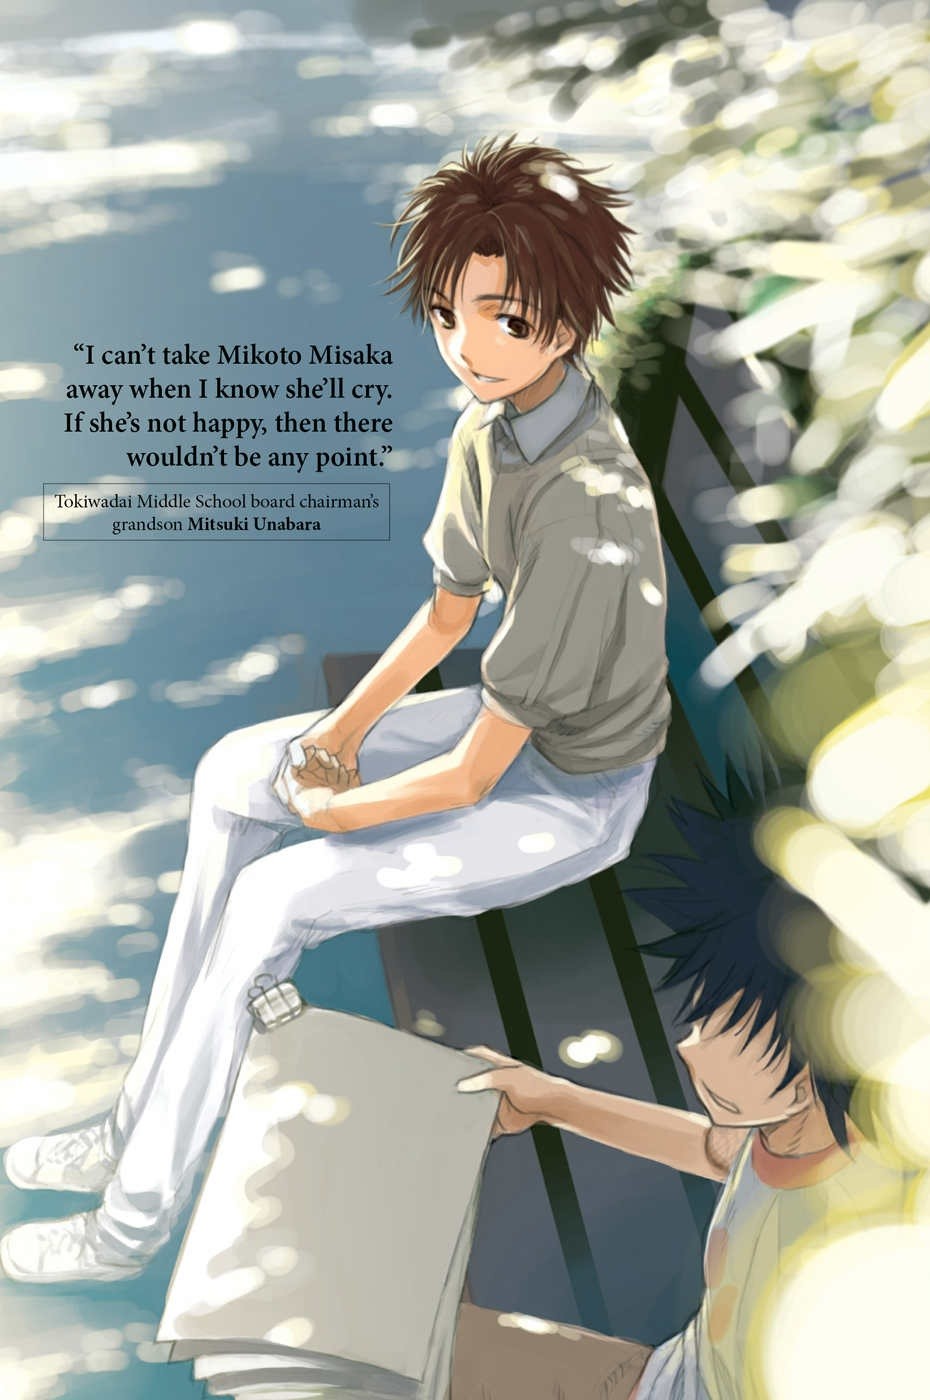 “I can’t take Mikoto Misaka
away when I know she’ll cry.
If she’s not happy, then there
wouldn’t be any point.”
Tokiwadai Middle School board chairman’s
grandson Mitsuki Unabara